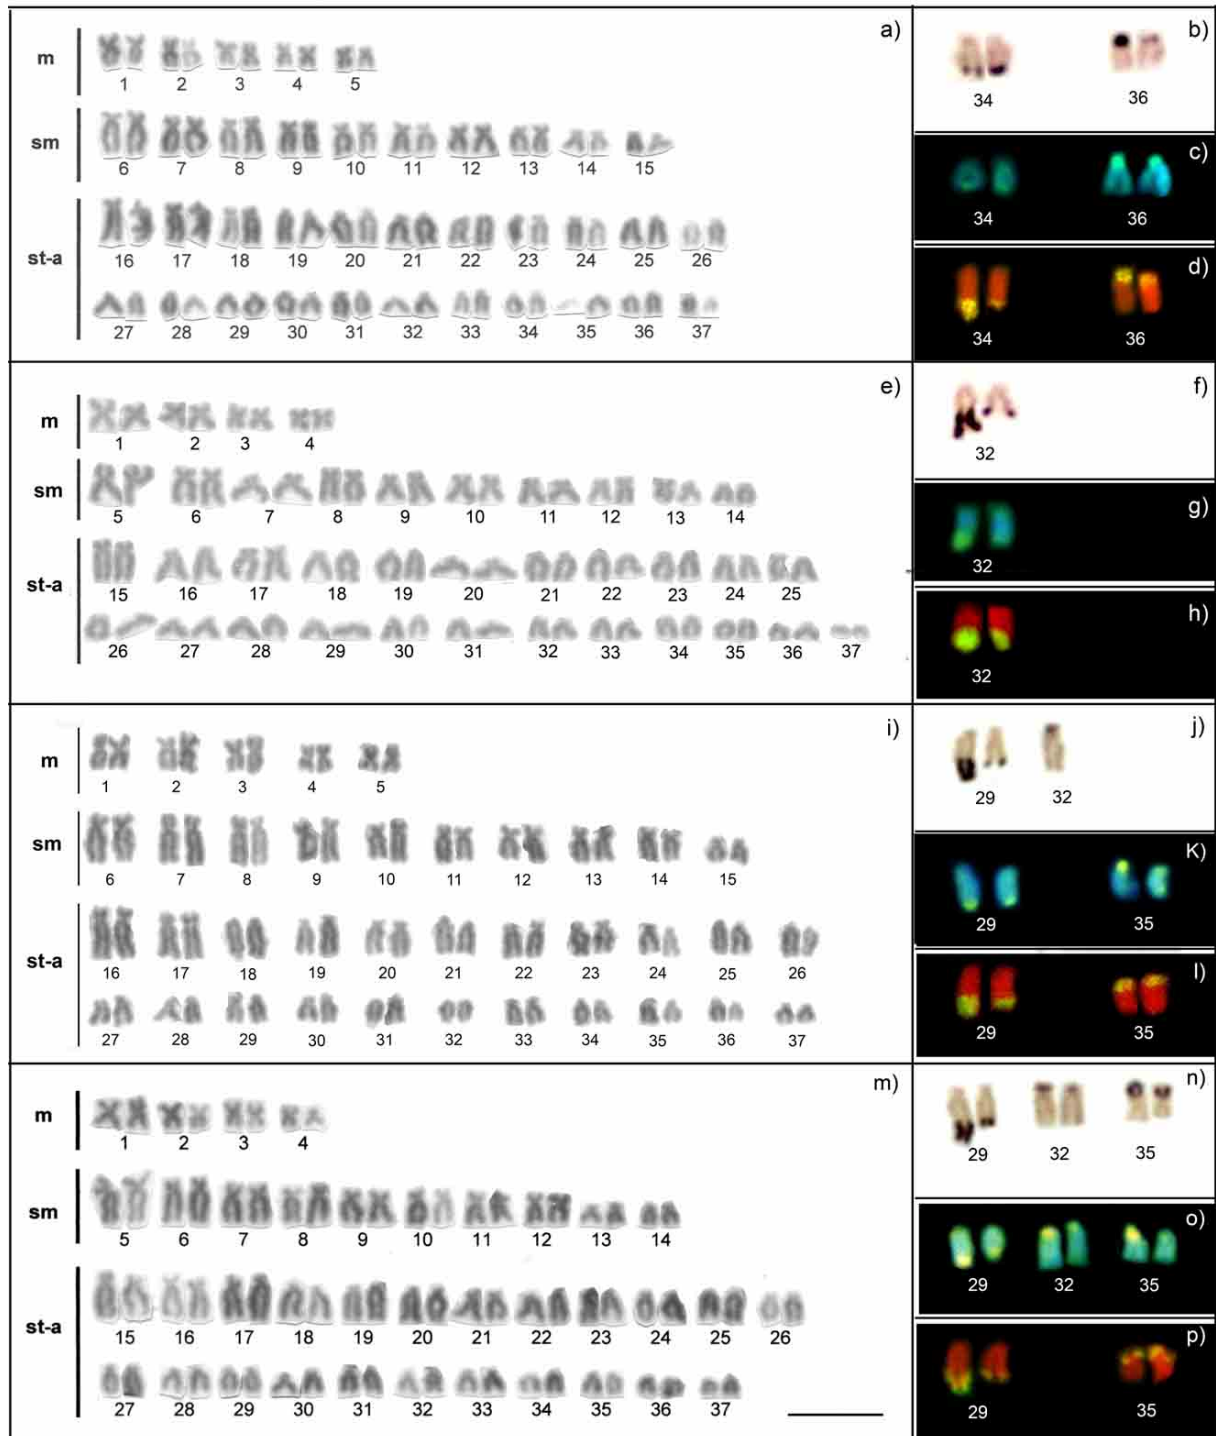 a)
m
1 2 3 4 5
sm
6 7 8 9 10 11 12 13 14 15
st-a
16 17 18 19 20 21 22 23 24 25 26
27 28 29 30 31 32 33 34 35 36 37
b)
34 36
c)
34 36
d)
34 36
e)
m
1 2 3 4
sm
5 6 7 8 9 10 11 12 13 14
st-a
15 16 17 18 19 20 21 22 23 24 25
26 27 28 29 30 31 32 33 34 35 36 37
f)
32
g)
32
h)
32
i)
m
1 2 3 4 5
sm
6 7 8 9 10 11 12 13 14 15
st-a
16 17 18 19 20 21 22 23 24 25 26
27 28 29 30 31 32 33 34 35 36 37
j)
29 32
K)
29 35
l)
29 35
m)
m
1 2 3 4
sm
5 6 7 8 9 10 11 12 13 14
st-a
15 16 17 18 19 20 21 22 23 24 25 26
27 28 29 30 31 32 33 34 35 36 37
n)
29 32 35
o)
29 32 35
p)
29 35